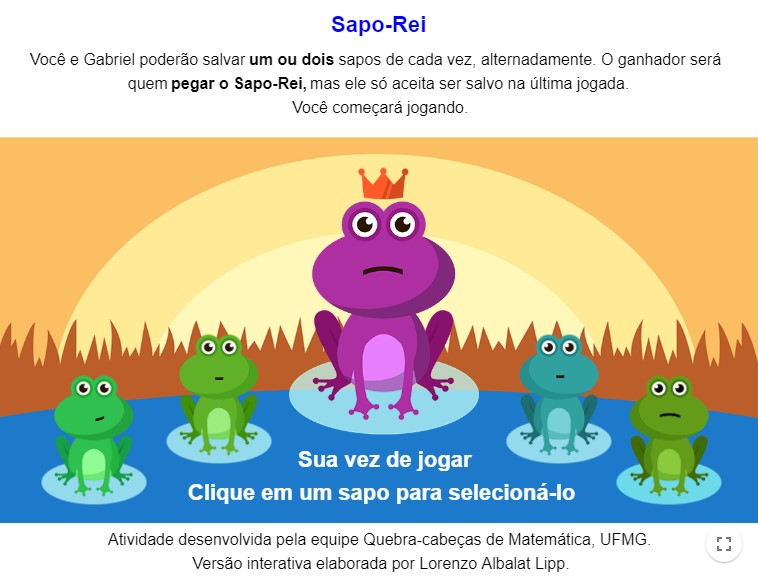 Sapo-Rei
Você e Gabriel poderão salvar um ou dois sapos de cada vez, alternadamente. O ganhador será
quem pegar o Sapo-Rei, mas ele só aceita ser salvo na última jogada.
Você começará jogando.
Sua vez de jogar
Clique em um sapo para selecioná-lo
Atividade desenvolvida pela equipe Quebra-cabeças de Matemática, UFMG.
Versão interativa elaborada por Lorenzo Albalat Lipp.